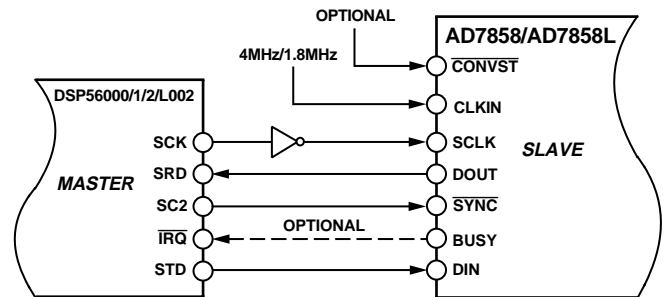 OPTIONAL
AD7858/AD7858L
4MHz/1.8MHz
CONVST
DSP56000/1/2/L002
CLKIN
SCK
SCLK
SLAVE
MASTER
SRD
DOUT
SC2
SYNC
OPTIONAL
IRQ
BUSY
STD
DIN